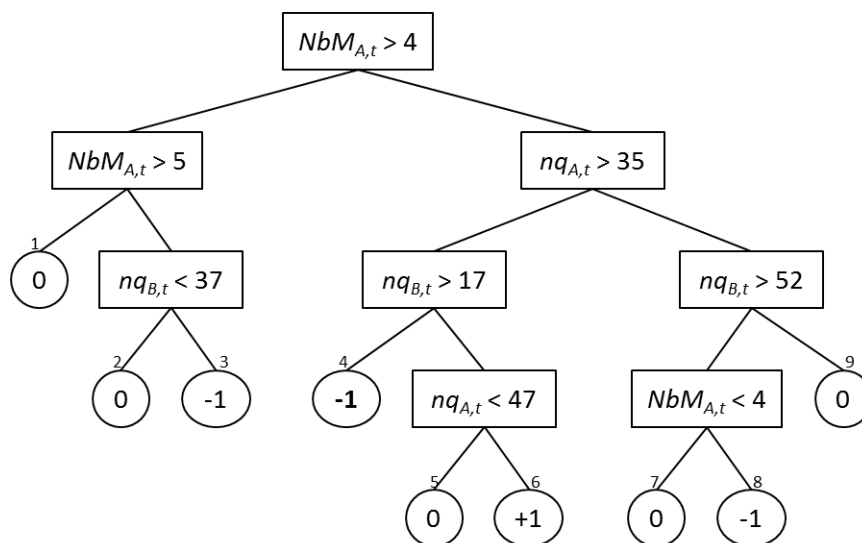 NbM_{A,t} > 4
NbM_{A,t} > 5
nq_{A,t} > 35
1
0
nq_{B,t} < 37
nq_{B,t} > 17
nq_{B,t} > 52
2
0
3
-1
4
-1
nq_{A,t} < 47
NbM_{A,t} < 4
9
0
5
0
6
+1
7
0
8
-1